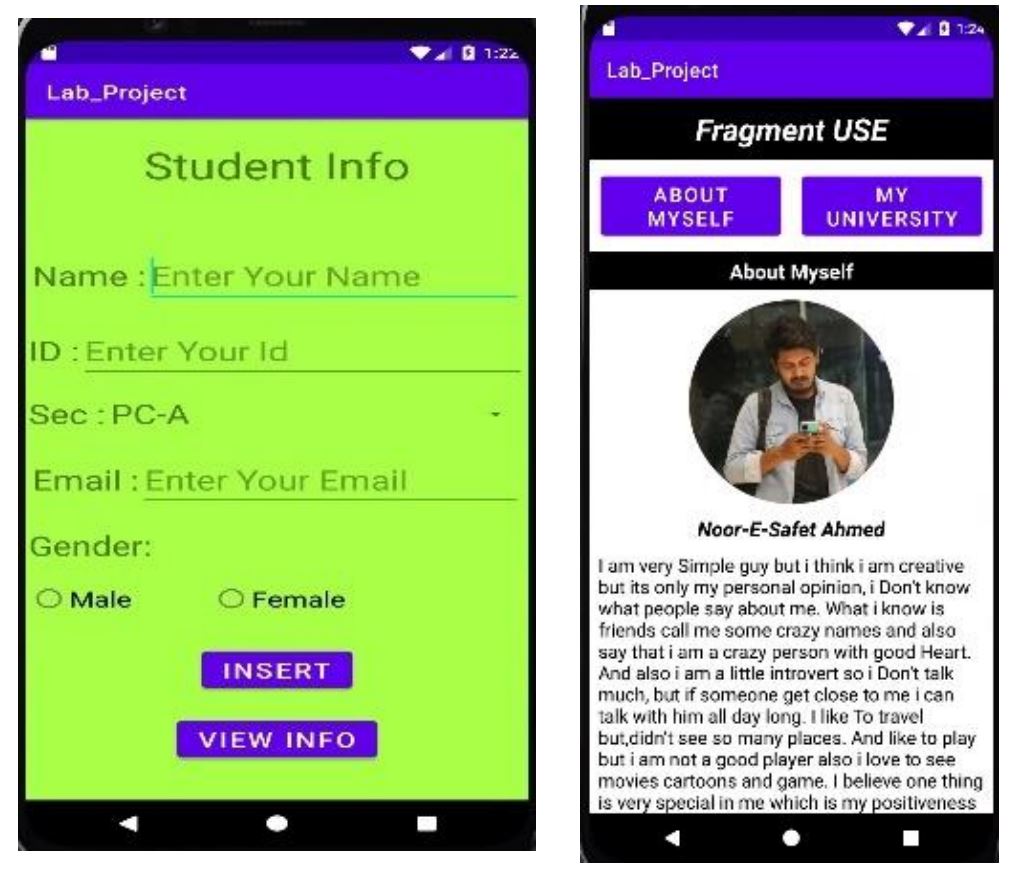 1:22
Lab_Project
Student Info
Name : Enter Your Name
ID : Enter Your Id
Sec : PC-A
Email : Enter Your Email
Gender:
Male Female
INSERT
VIEW INFO
1:24
Lab_Project
Fragment USE
ABOUT
MYSELF
MY
UNIVERSITY
About Myself
Noor-E-Safet Ahmed
I am very Simple guy but i think i am creative
but its only my personal opinion, i Don't know
what people say about me. What i know is
friends call me some crazy names and also
say that i am a crazy person with good Heart.
And also i am a little introvert so i Don't talk
much, but if someone get close to me i can
talk with him all day long. I like To travel
but,didn't see so many places. And like to play
but i am not a good player also i love to see
movies cartoons and game. I believe one thing
is very special in me which is my positiveness